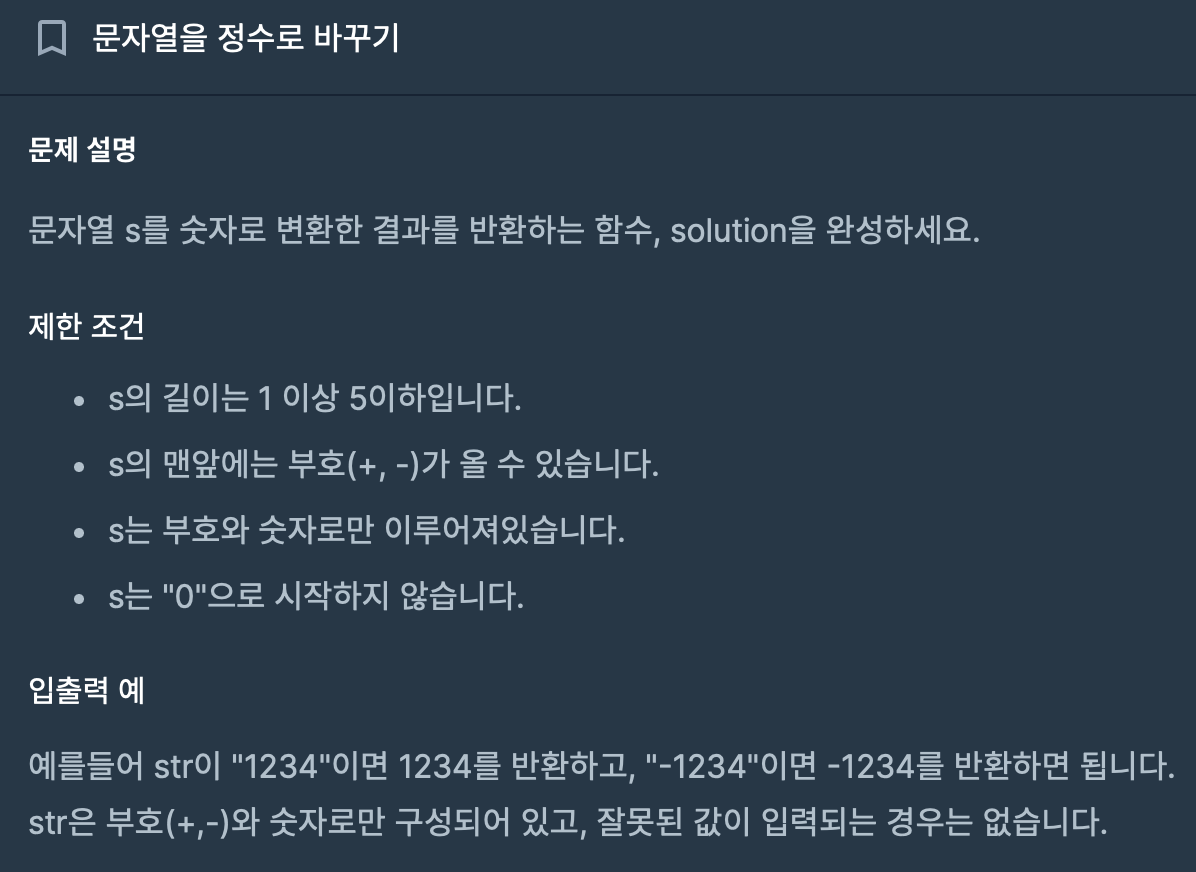 문자열을 정수로 바꾸기
문제 설명
문자열 s를 숫자로 변환한 결과를 반환하는 함수, solution을 완성하세요.
제한 조건
• s의 길이는 1 이상 5이하입니다.
• s의 맨앞에는 부호(+, -)가 올 수 있습니다.
• s는 부호와 숫자로만 이루어져있습니다.
• s는 "0"으로 시작하지 않습니다.
입출력 예
예를들어 str이 "1234"이면 1234를 반환하고, "-1234"이면 -1234를 반환하면 됩니다.
str은 부호(+,-)와 숫자로만 구성되어 있고, 잘못된 값이 입력되는 경우는 없습니다.